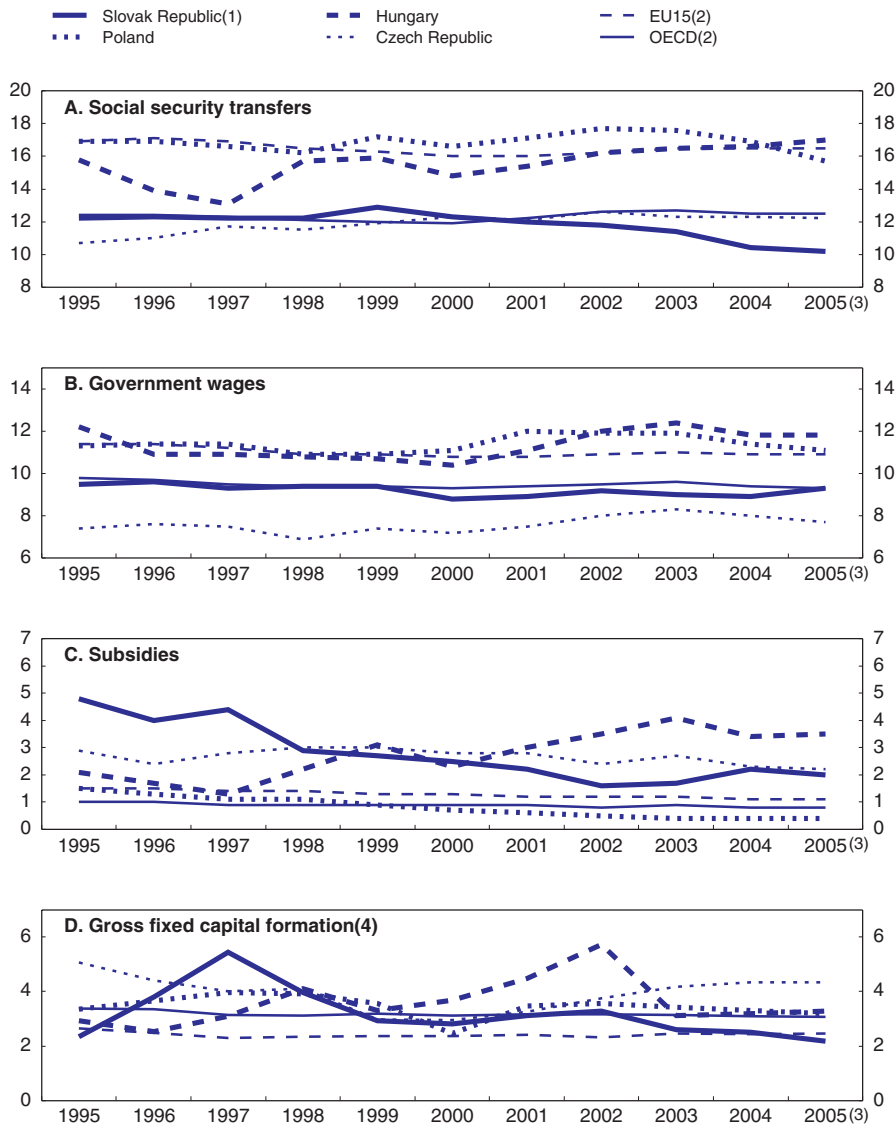 Slovak Republic(1) Hungary EU15(2)
Poland Czech Republic OECD(2)
A. Social security transfers
20 20
18 18
16 16
14 14
12 12
10 10
8 8
1995 1996 1997 1998 1999 2000 2001 2002 2003 2004 2005(3)
B. Government wages
14 14
12 12
10 10
8 8
6 6
1995 1996 1997 1998 1999 2000 2001 2002 2003 2004 2005(3)
7 7
C. Subsidies
6 6
5 5
4 4
3 3
2 2
1 1
0 0
1995 1996 1997 1998 1999 2000 2001 2002 2003 2004 2005(3)
D. Gross fixed capital formation(4)
6 6
4 4
2 2
0 0
1995 1996 1997 1998 1999 2000 2001 2002 2003 2004 2005(3)